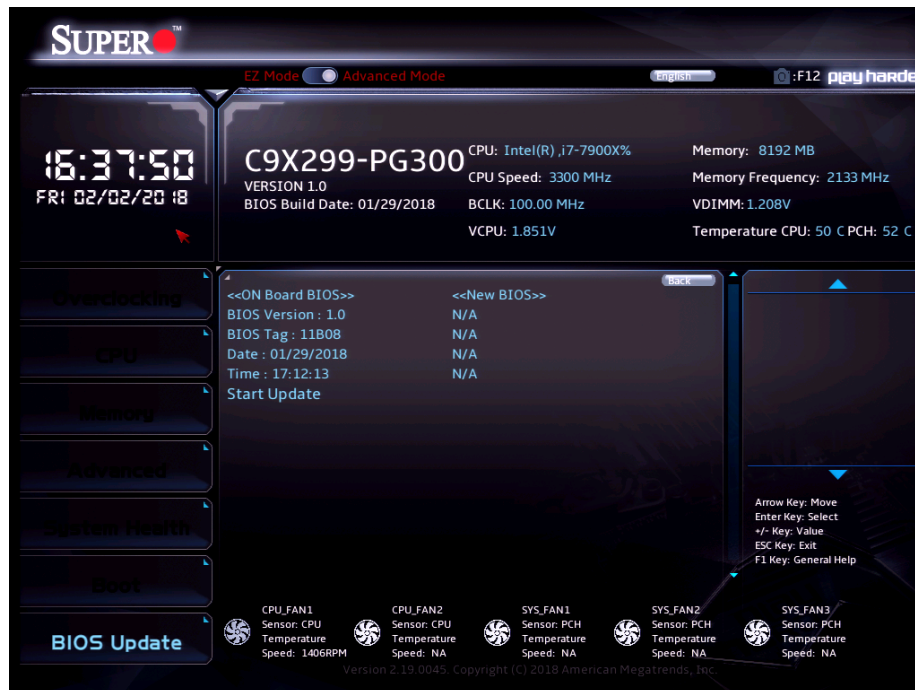 SUPER TM
EZ Mode Advanced Mode
English
:F12 play harde
16:37:50
FRI 02/02/2018
C9X299-PG300
VERSION 1.0
BIOS Build Date: 01/29/2018
CPU: Intel(R) ,i7-7900X%
CPU Speed: 3300 MHz
BCLK: 100.00 MHz
VCPU: 1.851V
Memory: 8192 MB
Memory Frequency: 2133 MHz
VDIMM: 1.208V
Temperature CPU: 50 C PCH: 52 C
Overclocking
CPU
Memory
Advanced
System Health
Boot
BIOS Update
Back
<<ON Board BIOS>> <<New BIOS>>
BIOS Version : 1.0 N/A
BIOS Tag : 11B08 N/A
Date : 01/29/2018 N/A
Time : 17:12:13 N/A
Start Update
Arrow Key: Move
Enter Key: Select
+/- Key: Value
ESC Key: Exit
F1 Key: General Help
CPU_FAN1
Sensor: CPU
Temperature
Speed: 1406RPM
CPU_FAN2
Sensor: CPU
Temperature
Speed: NA
SYS_FAN1
Sensor: PCH
Temperature
Speed: NA
SYS_FAN2
Sensor: PCH
Temperature
Speed: NA
SYS_FAN3
Sensor: PCH
Temperature
Speed: NA
Version 2.19.0045. Copyright (C) 2018 American Megatrends, Inc.